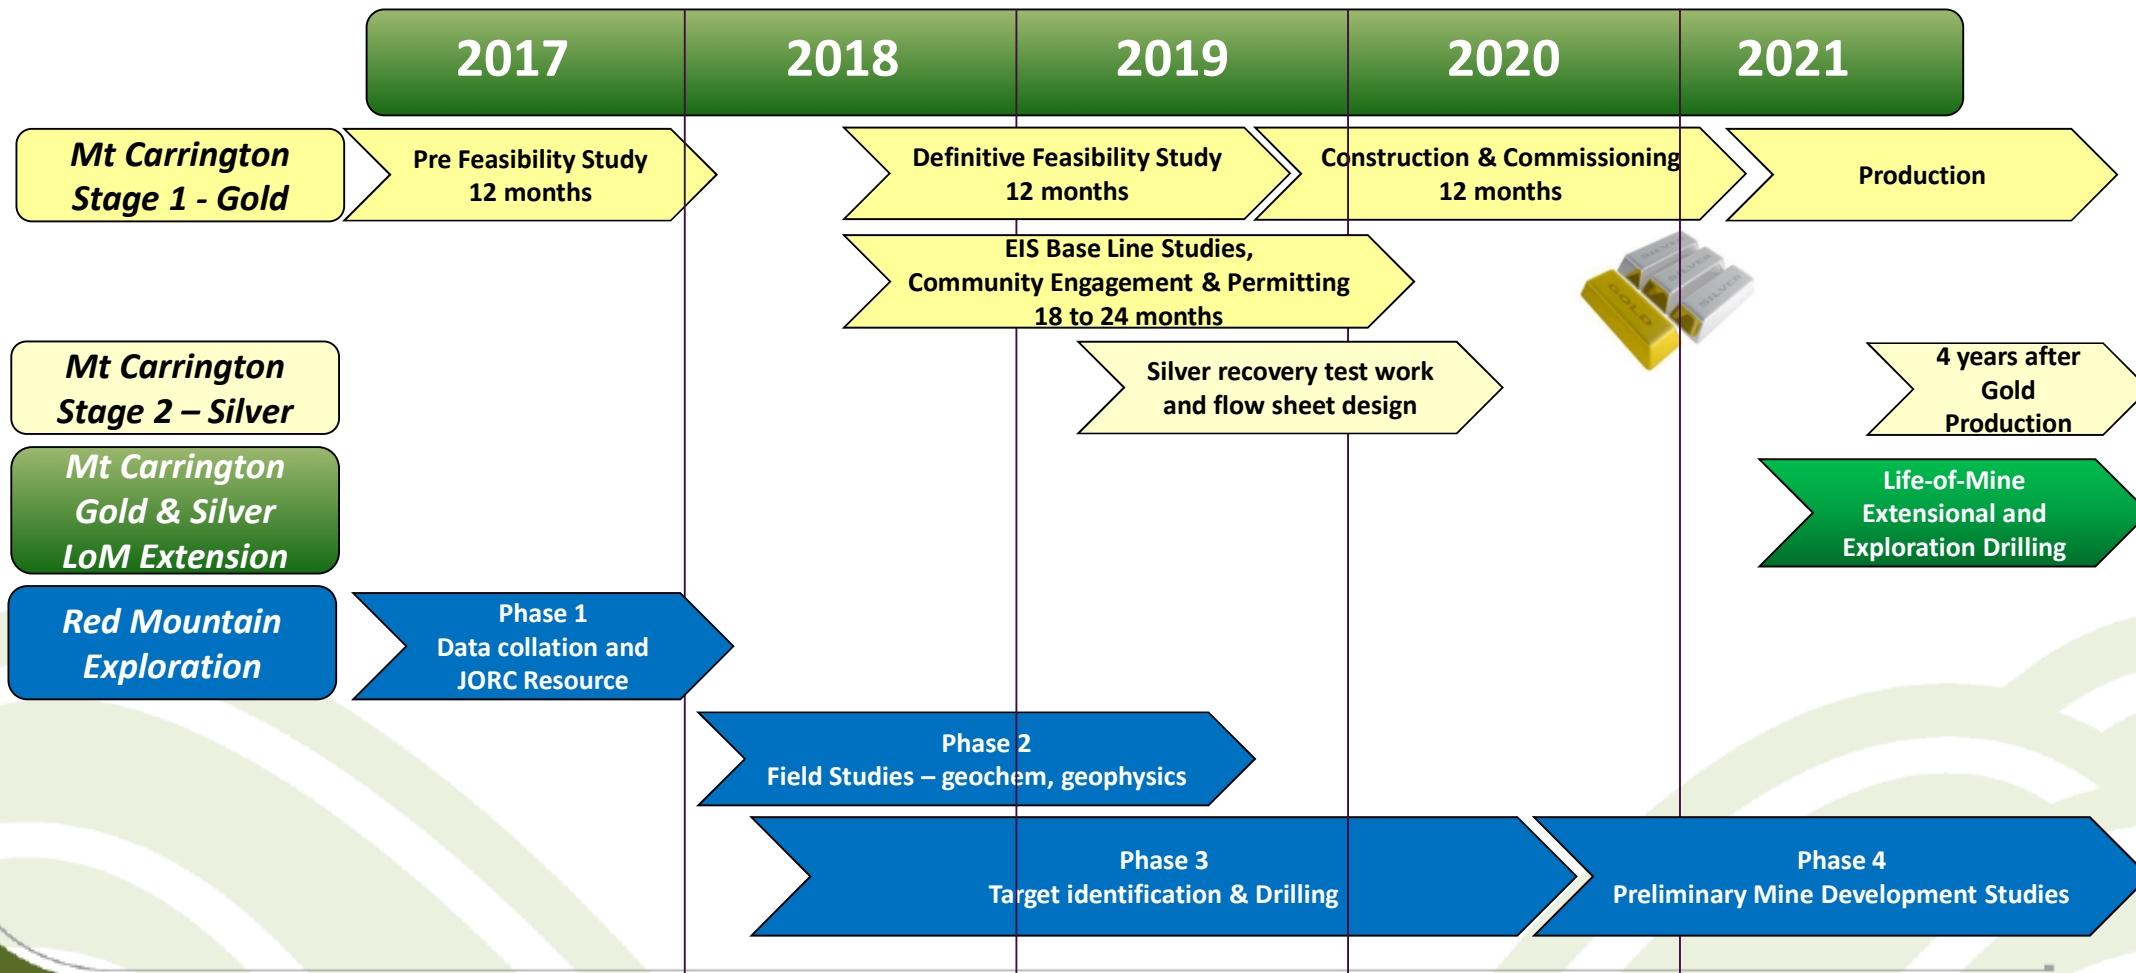 2017
2018
2019
2020
2021
Mt Carrington
Stage 1 - Gold
Pre Feasibility Study
12 months
Definitive Feasibility Study
12 months
Construction & Commissioning
12 months
Production
EIS Base Line Studies,
Community Engagement & Permitting
18 to 24 months
GOLD
SILVER
SILVER
SILVER
Mt Carrington
Stage 2 – Silver
Silver recovery test work
and flow sheet design
4 years after
Gold
Production
Mt Carrington
Gold & Silver
LoM Extension
Life-of-Mine
Extensional and
Exploration Drilling
Red Mountain
Exploration
Phase 1
Data collation and
JORC Resource
Phase 2
Field Studies – geochem, geophysics
Phase 3
Target identification & Drilling
Phase 4
Preliminary Mine Development Studies